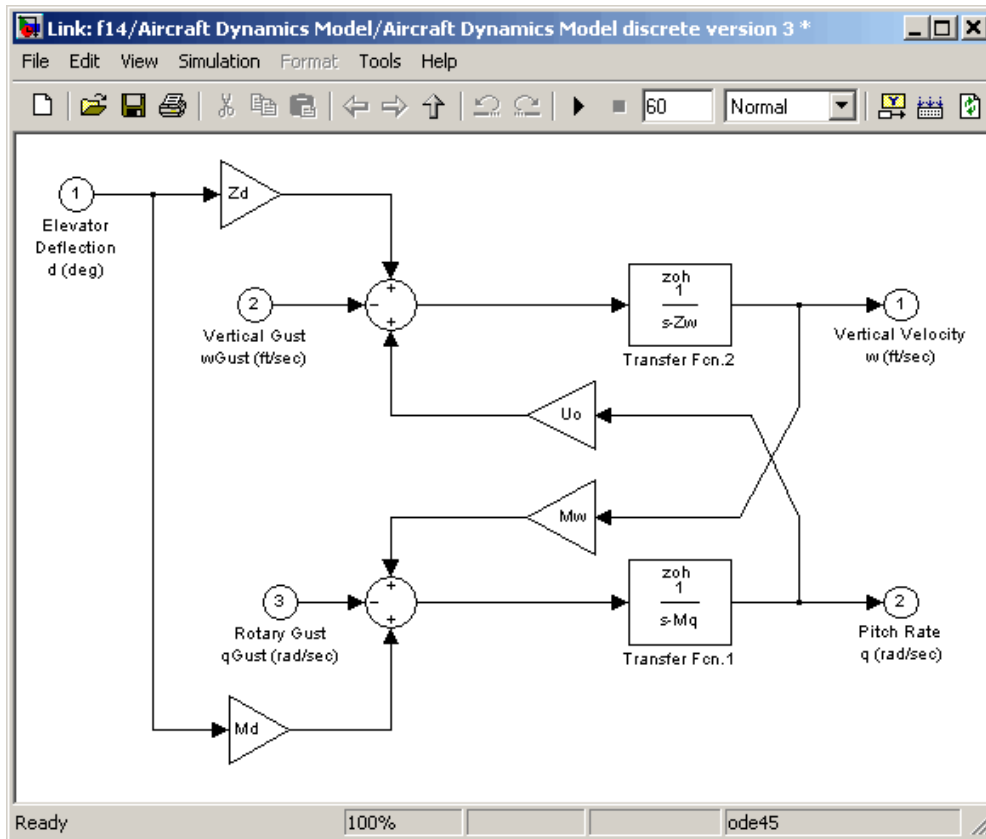 Link: f14/Aircraft Dynamics Model/Aircraft Dynamics Model discrete version 3 *
File Edit View Simulation Format Tools Help
60 Normal
1
Elevator
Deflection
d (deg)
Zd
2
Vertical Gust
wGust (ft/sec)
+
-
+
zoh
1
s-Zw
Transfer Fcn.2
1
Vertical Velocity
w (ft/sec)
Uo
Mw
3
Rotary Gust
qGust (rad/sec)
+
-
+
zoh
1
s-Mq
Transfer Fcn.1
2
Pitch Rate
q (rad/sec)
Md
Ready 100% ode45